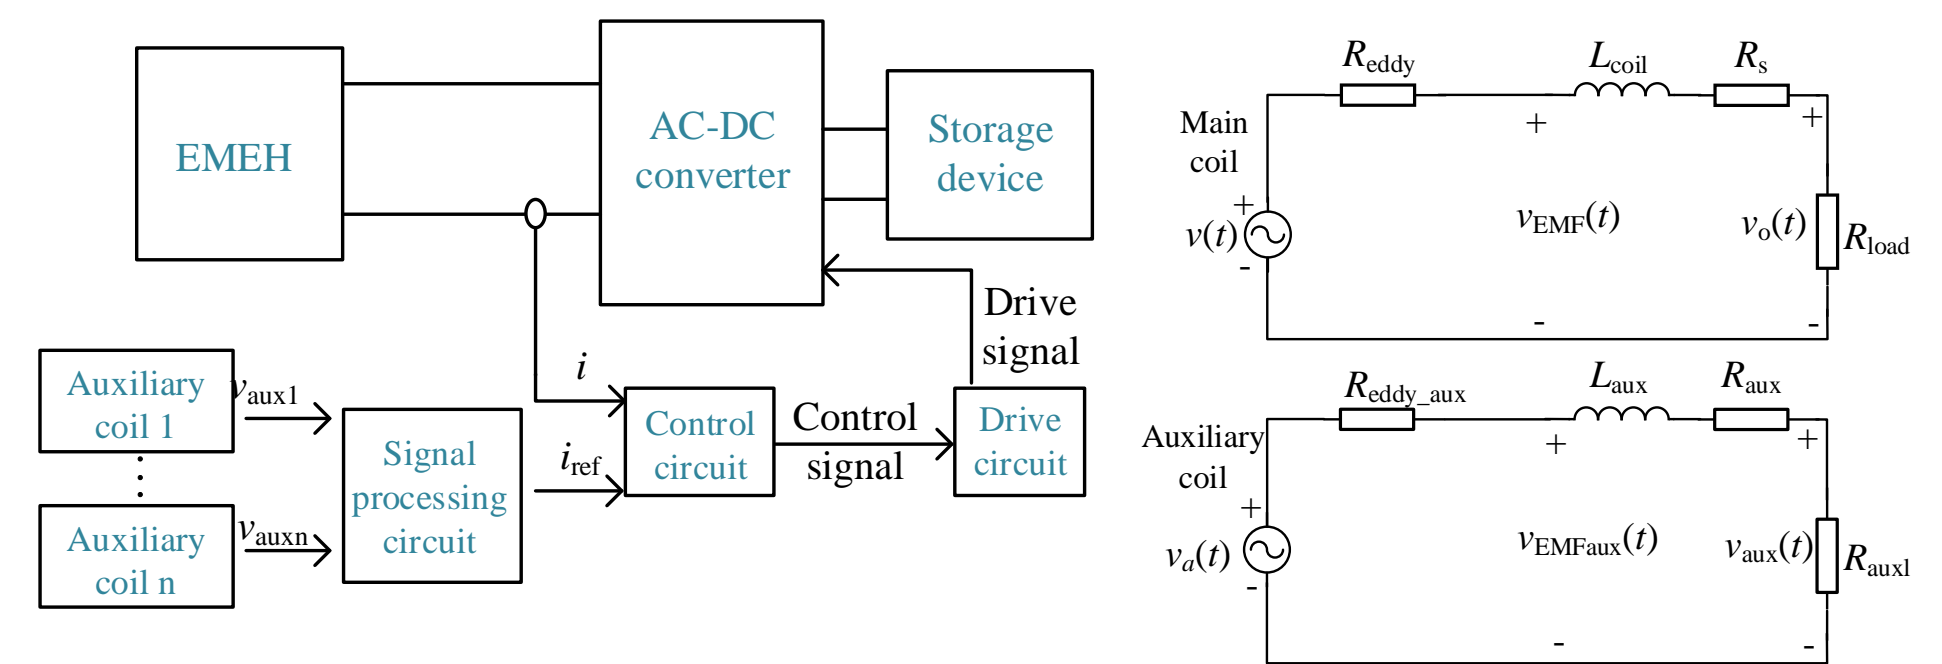 EMEH
AC-DC
converter
Storage
device
Drive
signal
Auxiliary
coil 1
vaux1
⋮
Auxiliary
coil n
vauxn
Signal
processing
circuit
i
iref
Control
circuit
Control
signal
Drive
circuit
Reddy
Lcoil
Rs
Main
coil
+
v(t)
-
+
vEMF(t)
-
+
vo(t)
-
Rload
Reddy_aux
Laux
Raux
Auxiliary
coil
+
va(t)
-
+
vEMFaux(t)
-
+
vaux(t)
-
Rauxl